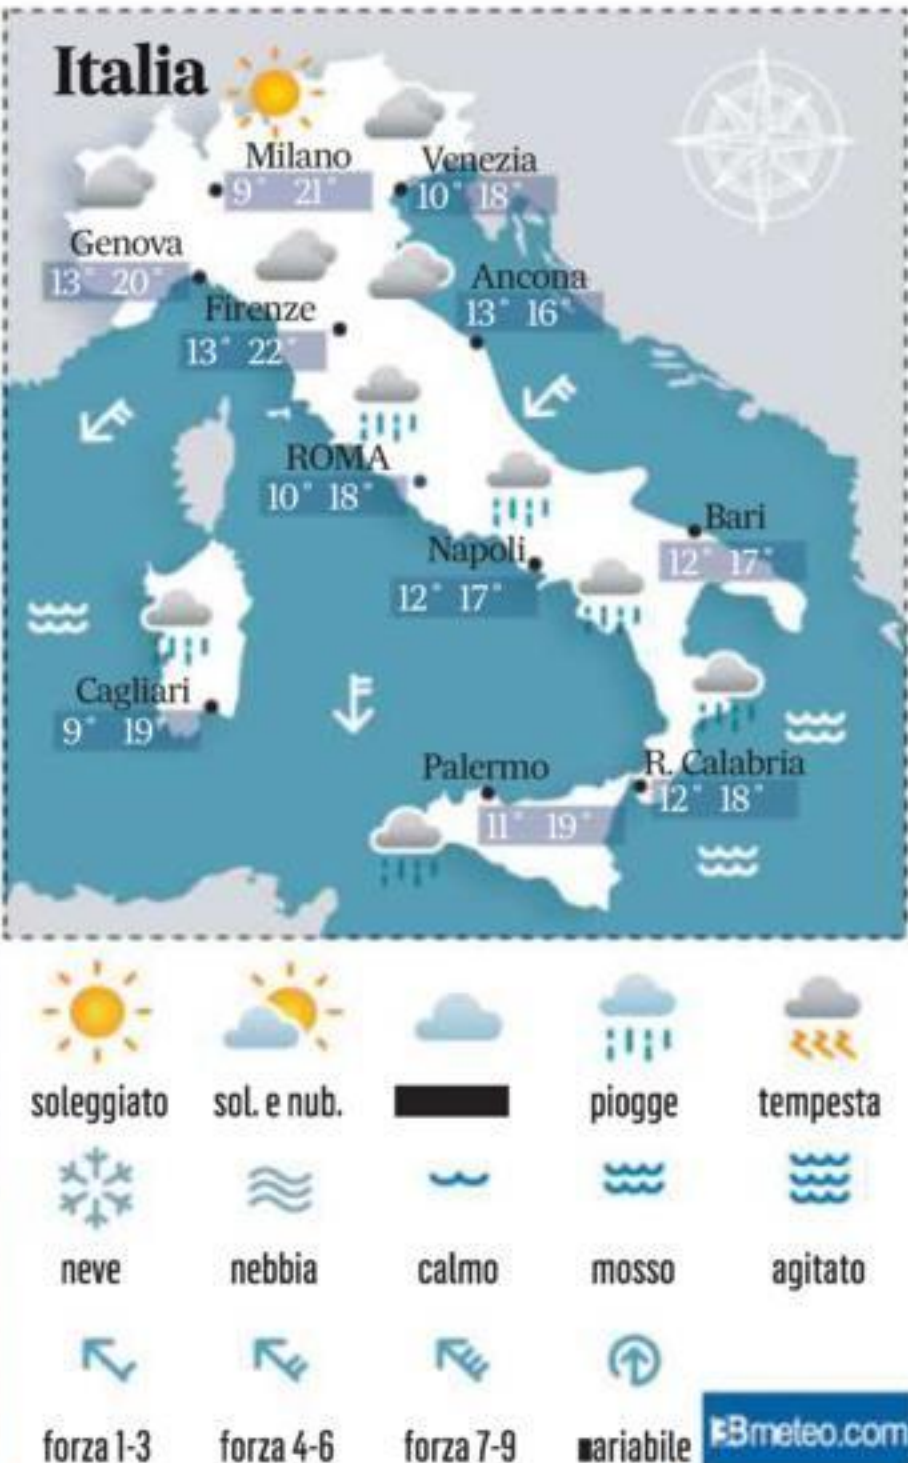 Italia
Milano
9° 21°
Venezia
10° 18°
Genova
13° 20°
Ancona
13° 16°
Firenze
13° 22°
ROMA
10° 18°
Bari
12° 17°
Napoli
12° 17°
Cagliari
9° 19°
Palermo
11° 19°
R. Calabria
12° 18°
soleggiato sol. e nub. piogge tempesta
neve nebbia calmo mosso agitato
forza 1-3 forza 4-6 forza 7-9 ariabile
3Bmeteo.com